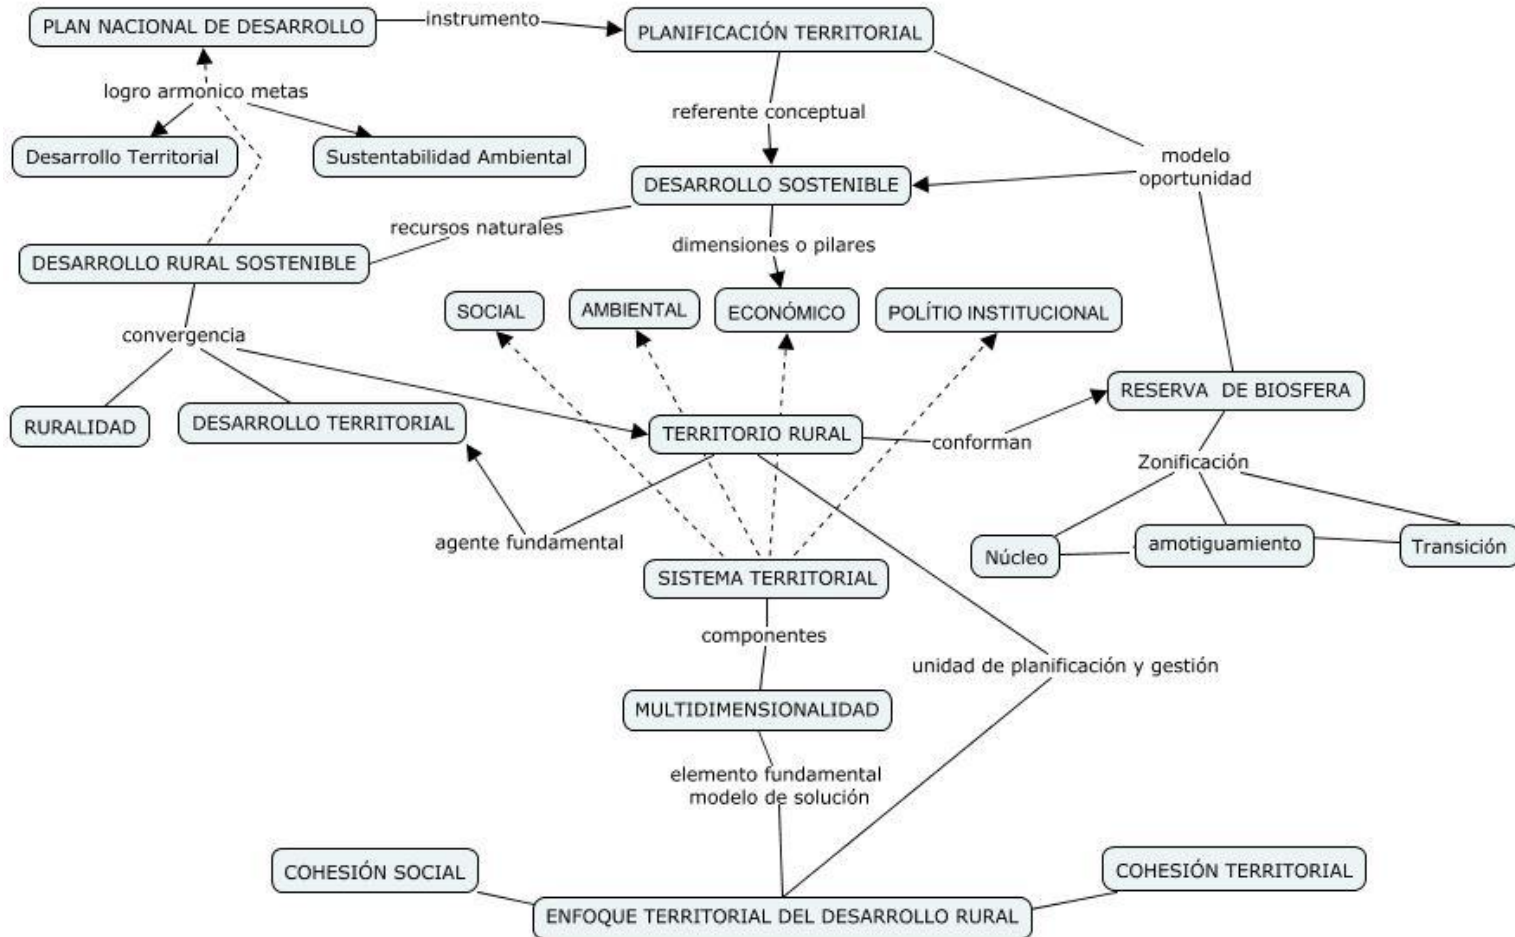 PLAN NACIONAL DE DESARROLLO
instrumento
PLANIFICACIÓN TERRITORIAL
logro armonico metas
referente conceptual
Desarrollo Territorial
Sustentabilidad Ambiental
modelo
oportunidad
DESARROLLO SOSTENIBLE
recursos naturales
dimensiones o pilares
DESARROLLO RURAL SOSTENIBLE
SOCIAL
AMBIENTAL
ECONÓMICO
POLÍTIO INSTITUCIONAL
convergencia
RESERVA DE BIOSFERA
RURALIDAD
DESARROLLO TERRITORIAL
TERRITORIO RURAL
conforman
Zonificación
agente fundamental
Núcleo
amotiguamiento
Transición
SISTEMA TERRITORIAL
componentes
unidad de planificación y gestión
MULTIDIMENSIONALIDAD
elemento fundamental
modelo de solución
COHESIÓN SOCIAL
COHESIÓN TERRITORIAL
ENFOQUE TERRITORIAL DEL DESARROLLO RURAL